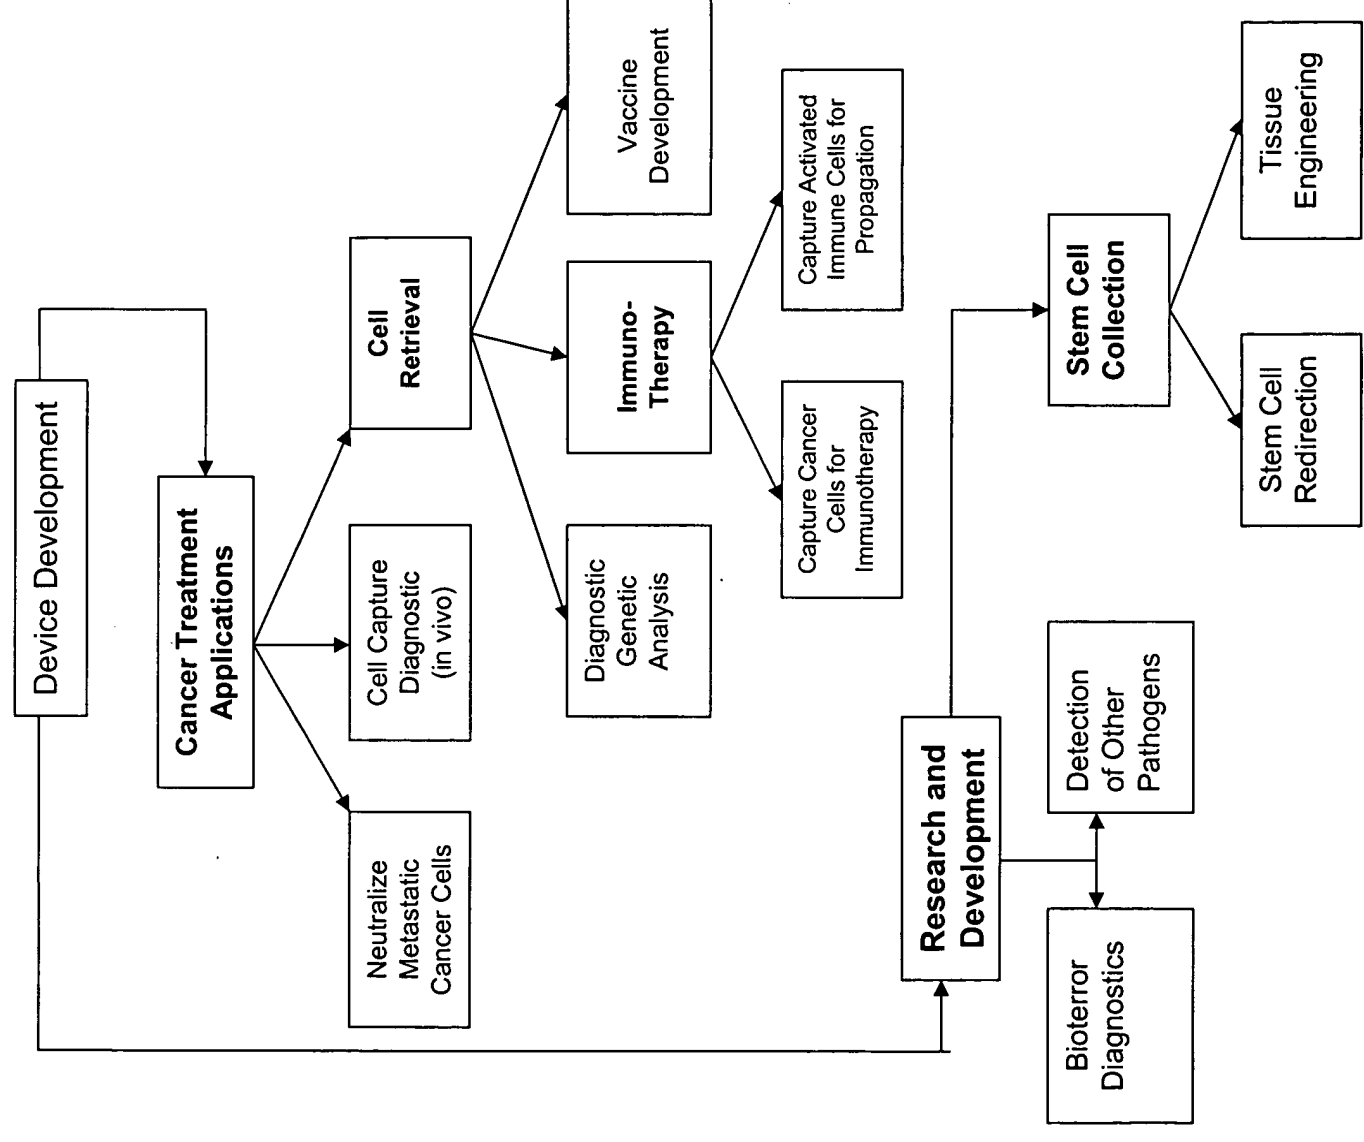 Device Development
Cancer Treatment
Applications
Neutralize
Metastatic
Cancer Cells
Cell Capture
Diagnostic
(in vivo)
Cell
Retrieval
Diagnostic
Genetic
Analysis
Immuno-
Therapy
Vaccine
Development
Capture Cancer
Cells for
Immunotherapy
Capture Activated
Immune Cells for
Propagation
Research and
Development
Bioterror
Diagnostics
Detection
of Other
Pathogens
Stem Cell
Collection
Stem Cell
Redirection
Tissue
Engineering